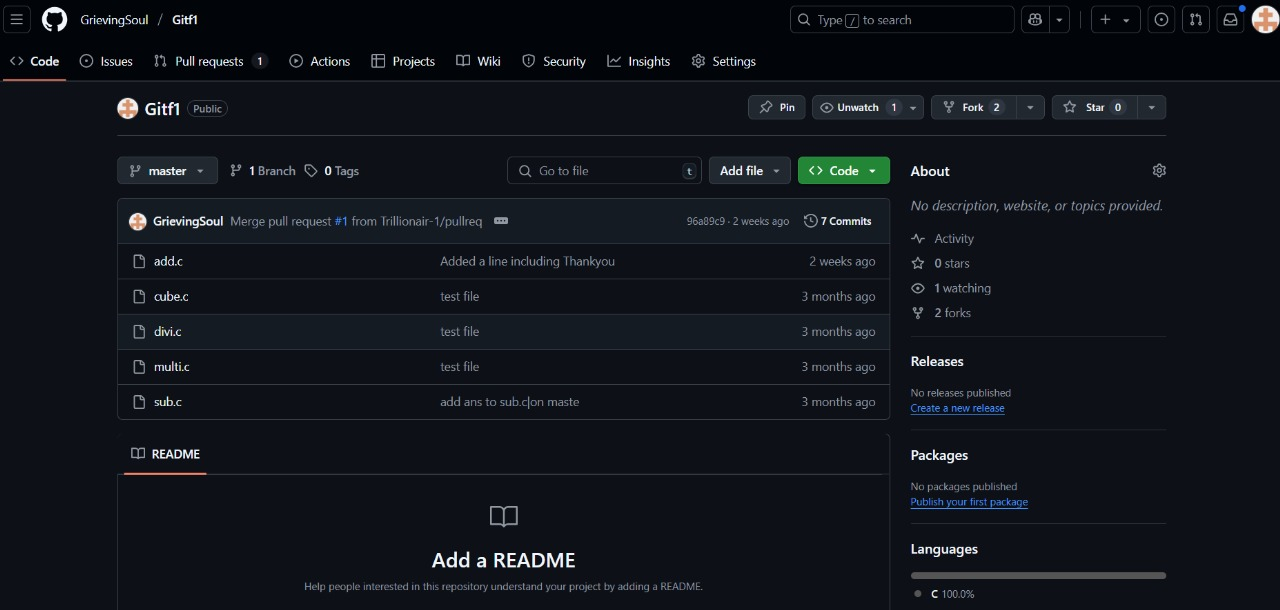 GrievingSoul / Gitf1 Type / to search
Code Issues Pull requests 1 Actions Projects Wiki Security Insights Settings
Gitf1 Public Pin Unwatch 1 Fork 2 Star 0
master 1 Branch 0 Tags Go to file t Add file Code
GrievingSoul Merge pull request #1 from Trillionair-1/pullreq 96a89c9 · 2 weeks ago 7 Commits
add.c Added a line including Thankyou 2 weeks ago
cube.c test file 3 months ago
divi.c test file 3 months ago
multi.c test file 3 months ago
sub.c add ans to sub.c|on maste 3 months ago
README
Add a README
Help people interested in this repository understand your project by adding a README.
About
No description, website, or topics provided.
Activity
0 stars
1 watching
2 forks
Releases
No releases published
Create a new release
Packages
No packages published
Publish your first package
Languages
C 100.0%